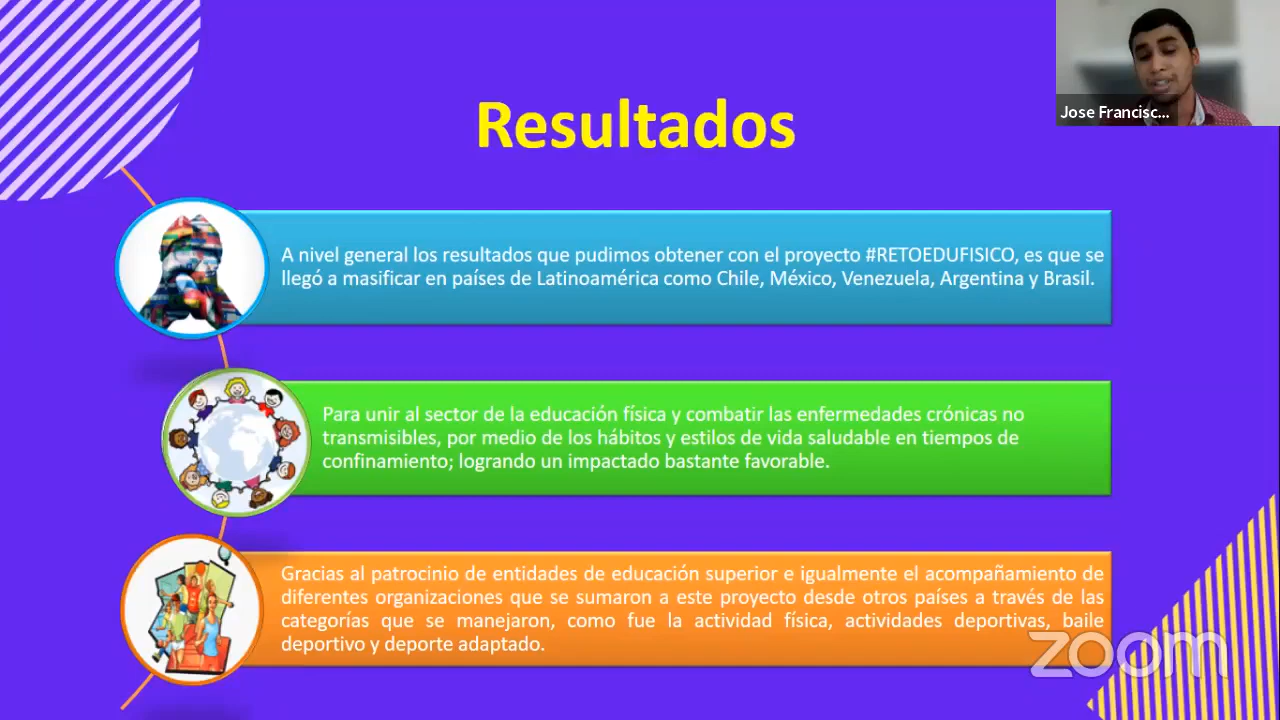 Jose Francisc...
Resultados
A nivel general los resultados que pudimos obtener con el proyecto #RETOEDUFISICO, es que se
llegó a masificar en países de Latinoamérica como Chile, México, Venezuela, Argentina y Brasil.
Para unir al sector de la educación física y combatir las enfermedades crónicas no
transmisibles, por medio de los hábitos y estilos de vida saludable en tiempos de
confinamiento; logrando un impactado bastante favorable.
Gracias al patrocinio de entidades de educación superior e igualmente el acompañamiento de
diferentes organizaciones que se sumaron a este proyecto desde otros países a través de las
categorías que se manejaron, como fue la actividad física, actividades deportivas, baile
deportivo y deporte adaptado.
zoom